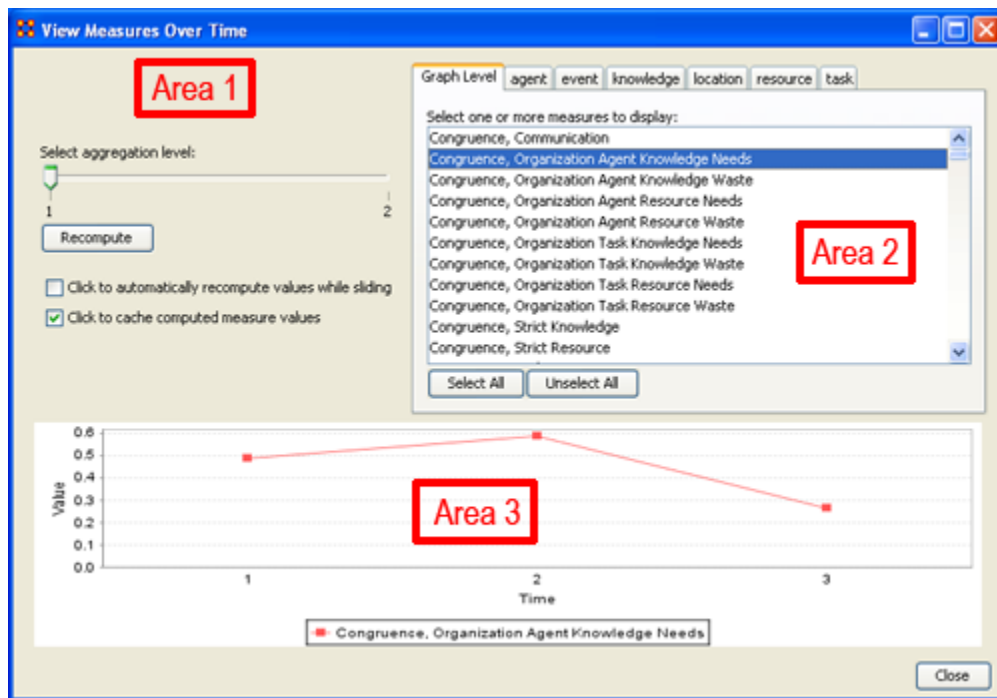 View Measures Over Time
Area 1
Select aggregation level:
1 2
Recompute
Click to automatically recompute values while sliding
Click to cache computed measure values
Graph Level agent event knowledge location resource task
Select one or more measures to display:
Congruence, Communication
Congruence, Organization Agent Knowledge Needs
Congruence, Organization Agent Knowledge Waste
Congruence, Organization Agent Resource Needs
Congruence, Organization Agent Resource Waste
Congruence, Organization Task Knowledge Needs
Congruence, Organization Task Knowledge Waste
Congruence, Organization Task Resource Needs
Congruence, Organization Task Resource Waste
Congruence, Strict Knowledge
Congruence, Strict Resource
Area 2
Select All Unselect All
0.6
0.5
0.4
0.3
0.2
0.1
0.0
Value
Area 3
1 2 3
Time
Congruence, Organization Agent Knowledge Needs
Close